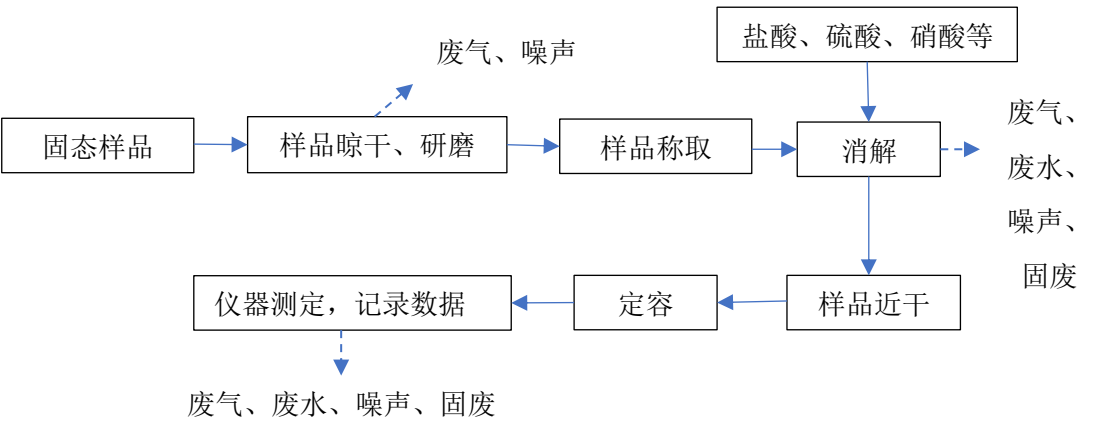 盐酸、硫酸、硝酸等
废气、噪声
固态样品
样品晾干、研磨
样品称取
消解
废气、
废水、
噪声、
固废
样品近干
定容
仪器测定，记录数据
废气、废水、噪声、固废